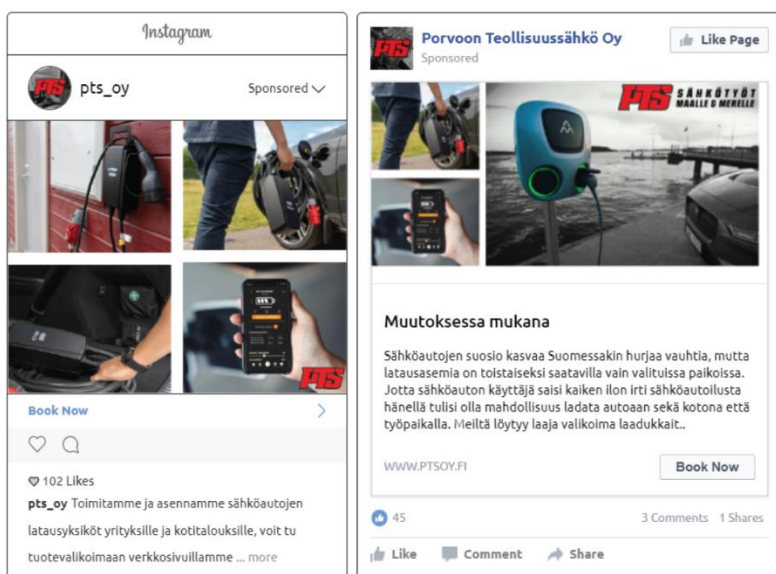 Instagram
PTS
pts_oy
Sponsored
PTS
Book Now
102 Likes
pts_oy Toimitamme ja asennamme sähköautojen
latausyksiköt yrityksille ja kotitalouksille, voit tu
tuotevalikoimaan verkkosivuillamme ... more
PTS
Porvoon Teollisuussähkö Oy
Sponsored
Like Page
PTS SÄHKÖTYÖT
MAALLE & MERELLE
Muutoksessa mukana
Sähköautojen suosio kasvaa Suomessakin hurjaa vauhtia, mutta
latausasemia on toistaiseksi saatavilla vain valituissa paikoissa.
Jotta sähköauton käyttäjä saisi kaiken ilon irti sähköautoilusta
hänellä tulisi olla mahdollisuus ladata autoaan sekä kotona että
työpaikalla. Meiltä löytyy laaja valikoima laadukkait..
WWW.PTSOY.FI
Book Now
45
3 Comments 1 Shares
Like Comment Share